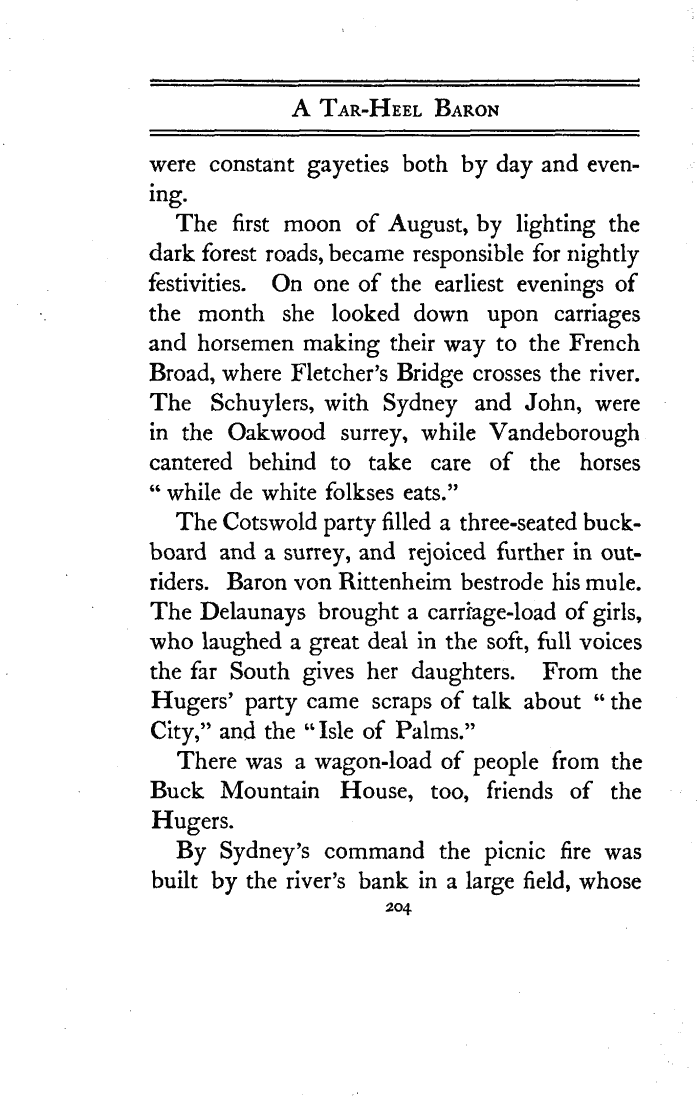 A Tar-Heel Baron
were constant gayeties both by day and even-
ing.
The first moon of August, by lighting the
dark forest roads, became responsible for nightly
festivities. On one of the earliest evenings of
the month she looked down upon carriages
and horsemen making their way to the French
Broad, where Fletcher's Bridge crosses the river.
The Schuylers, with Sydney and John, were
in the Oakwood surrey, while Vandeborough
cantered behind to take care of the horses
“ while de white folkses eats.”
The Cotswold party filled a three-seated buck-
board and a surrey, and rejoiced further in out-
riders. Baron von Rittenheim bestrode his mule.
The Delaunays brought a carriage-load of girls,
who laughed a great deal in the soft, full voices
the far South gives her daughters. From the
Hugers' party came scraps of talk about “ the
City,” and the “Isle of Palms.”
There was a wagon-load of people from the
Buck Mountain House, too, friends of the
Hugers.
By Sydney's command the picnic fire was
built by the river's bank in a large field, whose
204